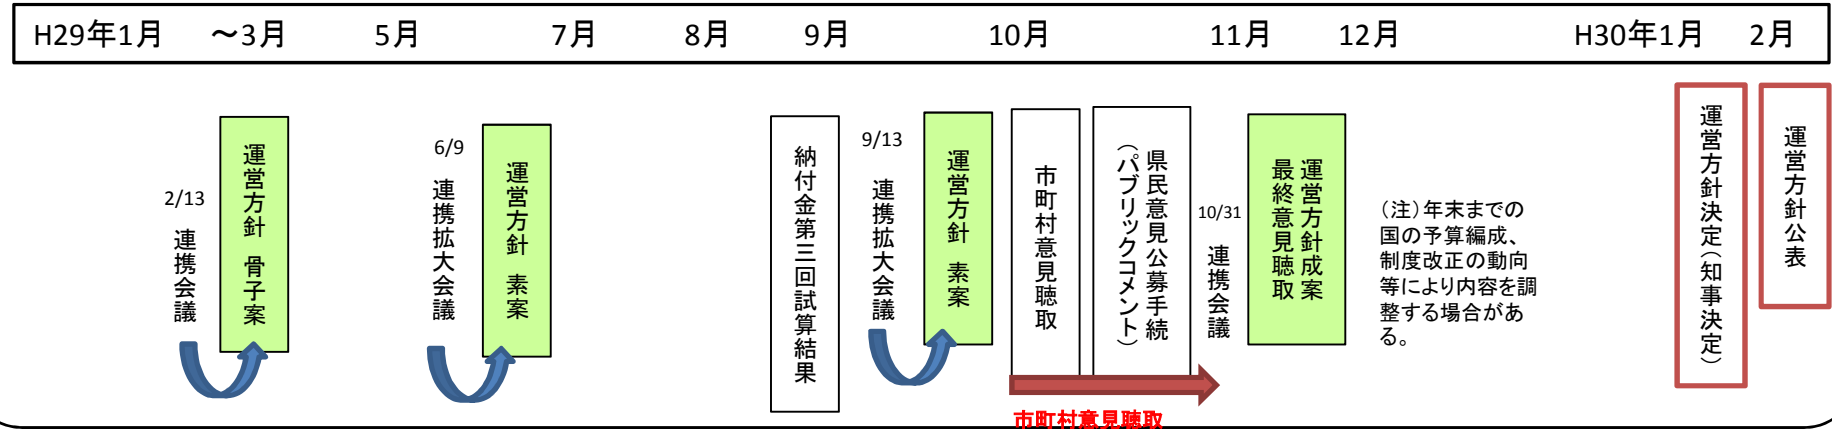 H29年1月 ～3月 5月 7月 8月 9月 10月 11月 12月 H30年1月 2月
2/13
連携会議
運営方針 骨子案
6/9
連携拡大会議
運営方針 素案
納付金第三回試算結果
9/13
連携拡大会議
運営方針 素案
市町村意見聴取
県民意見公募手続
（パブリックコメント）
10/31
連携会議
運営方針成案
最終意見聴取
（注）年末までの
国の予算編成、
制度改正の動向
等により内容を調
整する場合があ
る。
運営方針決定（知事決定）
運営方針公表
市町村意見聴取